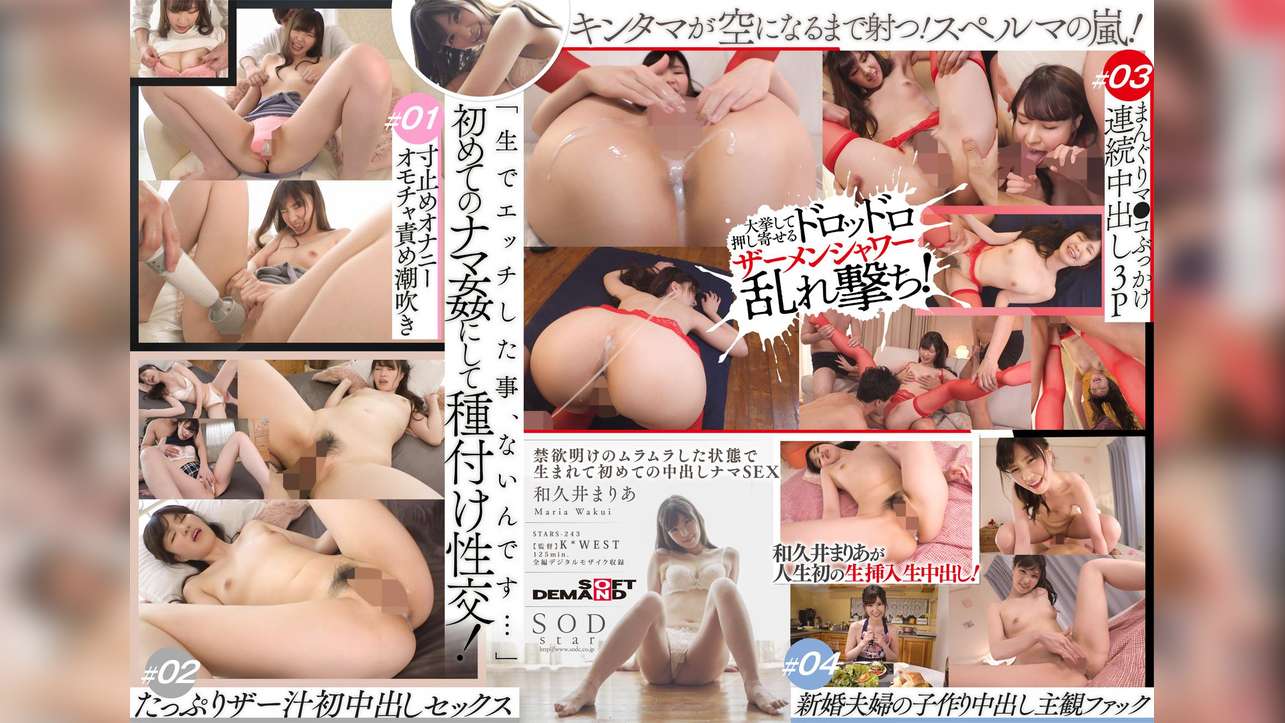 キンタマが空になるまで射つ!スペルマの嵐!
#01
寸止めオナニー
オモチャ責め潮吹き
「生でエッチした事、ないんです…」
初めてのナマ姦にして種付け性交!
#03
まんぐりマ●コぶっかけ
連続中出し3P
大挙して
押し寄せる
ドロッドロ
ザーメンシャワー
乱れ撃ち!
#02
たっぷりザー汁初中出しセックス
禁欲明けのムラムラした状態で
生まれて初めての中出しナマSEX
和久井まりあ
Maria Wakui
STARS-243
【監督】K*WEST
125min.
全編デジタルモザイク収録
SOFT
ON
DEMAND
SOD
star
http://www.sodc.co.jp
和久井まりあが
人生初の生挿入生中出し!
#04
新婚夫婦の子作り中出し主観ファック